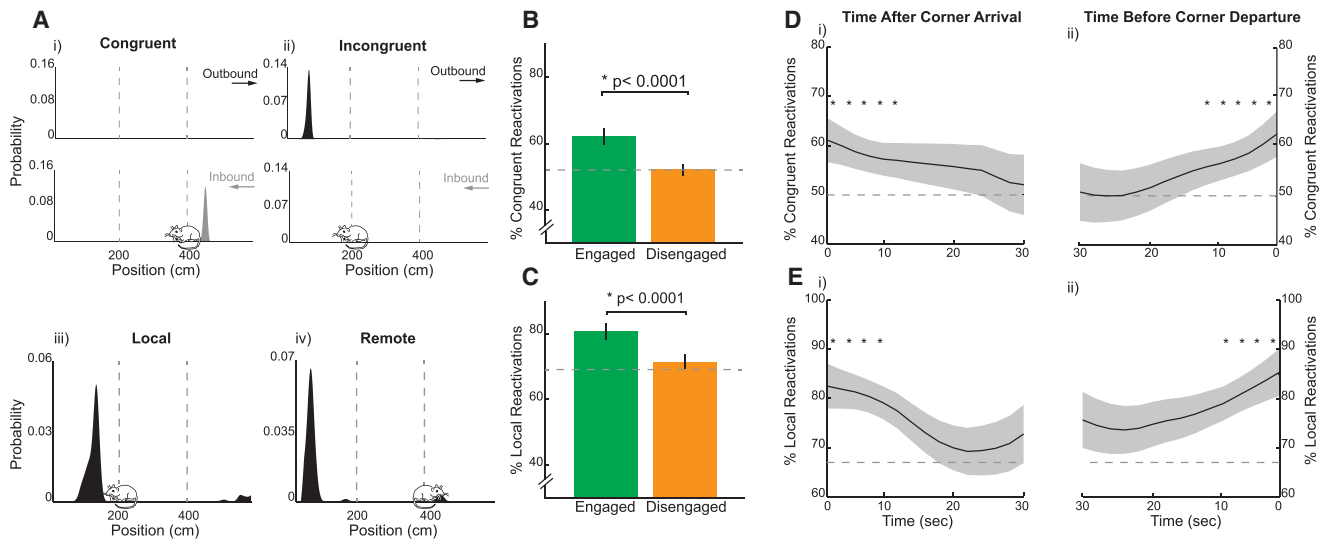 A
i) Congruent
0.16
Outbound
0.08
0
0.16
Inbound
0.08
0
200 400
Position (cm)
Probability
ii) Incongruent
0.14
Outbound
0.07
0
0.14
Inbound
0.07
0
200 400
Position (cm)
iii) Local
0.06
0.03
0
200 400
Position (cm)
Probability
iv) Remote
0.07
0.035
0
200 400
Position (cm)
B
% Congruent Reactivations
80
60
40
* p< 0.0001
Engaged Disengaged
C
% Local Reactivations
80
60
40
* p< 0.0001
Engaged Disengaged
D
Time After Corner Arrival
i)
% Congruent Reactivations
80
70
* * * * *
60
50
40
0 10 20 30
Time Before Corner Departure
ii)
80
70
* * * * *
60
50
40
30 20 10 0
% Congruent Reactivations
E
i)
% Local Reactivations
100
90
* * * *
80
70
60
0 10 20 30
Time (sec)
ii)
100
90
* * * *
80
70
60
30 20 10 0
Time (sec)
% Local Reactivations